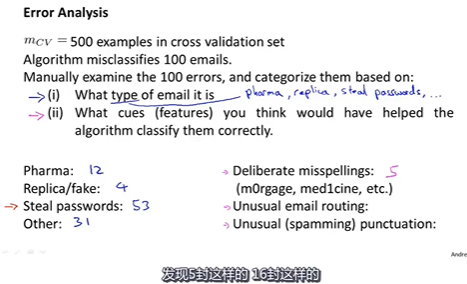 Error Analysis
m_CV = 500 examples in cross validation set
Algorithm misclassifies 100 emails.
Manually examine the 100 errors, and categorize them based on:
→(i) What type of email it is pharma, replica, steal passwords, ...
→(ii) What cues (features) you think would have helped the
algorithm classify them correctly.
Pharma: 12
Replica/fake: 4
→Steal passwords: 53
Other: 31
→Deliberate misspellings: 5
(m0rgage, med1cine, etc.)
→Unusual email routing:
→Unusual (spamming) punctuation:
Andre
发现5封这样的 16封这样的